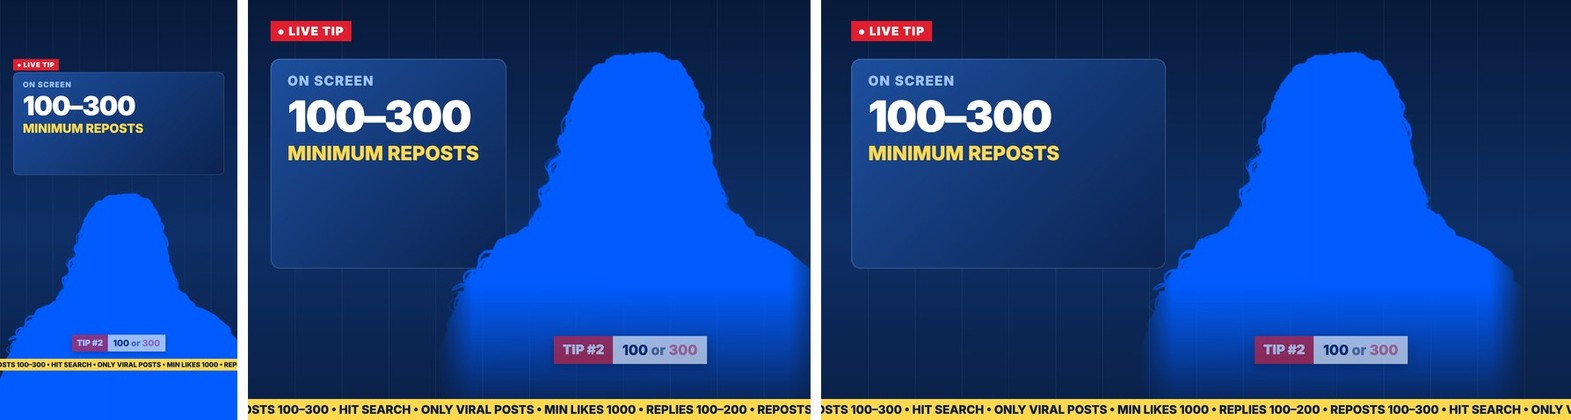 • LIVE TIP
ON SCREEN
100–300
MINIMUM REPOSTS
TIP #2 100 or 300
100–300 • HIT SEARCH • ONLY VIRAL POSTS • MIN LIKES 1000 •
• LIVE TIP
ON SCREEN
100–300
MINIMUM REPOSTS
TIP #2 100 or 300
100–300 • HIT SEARCH • ONLY VIRAL POSTS • MIN LIKES 1000 • REPLIES 100–200 • REPOSTS
• LIVE TIP
ON SCREEN
100–300
MINIMUM REPOSTS
TIP #2 100 or 300
100–300 • HIT SEARCH • ONLY VIRAL POSTS • MIN LIKES 1000 • REPLIES 100–200 • REPOSTS 100–300 • HIT SEARCH • ONLY